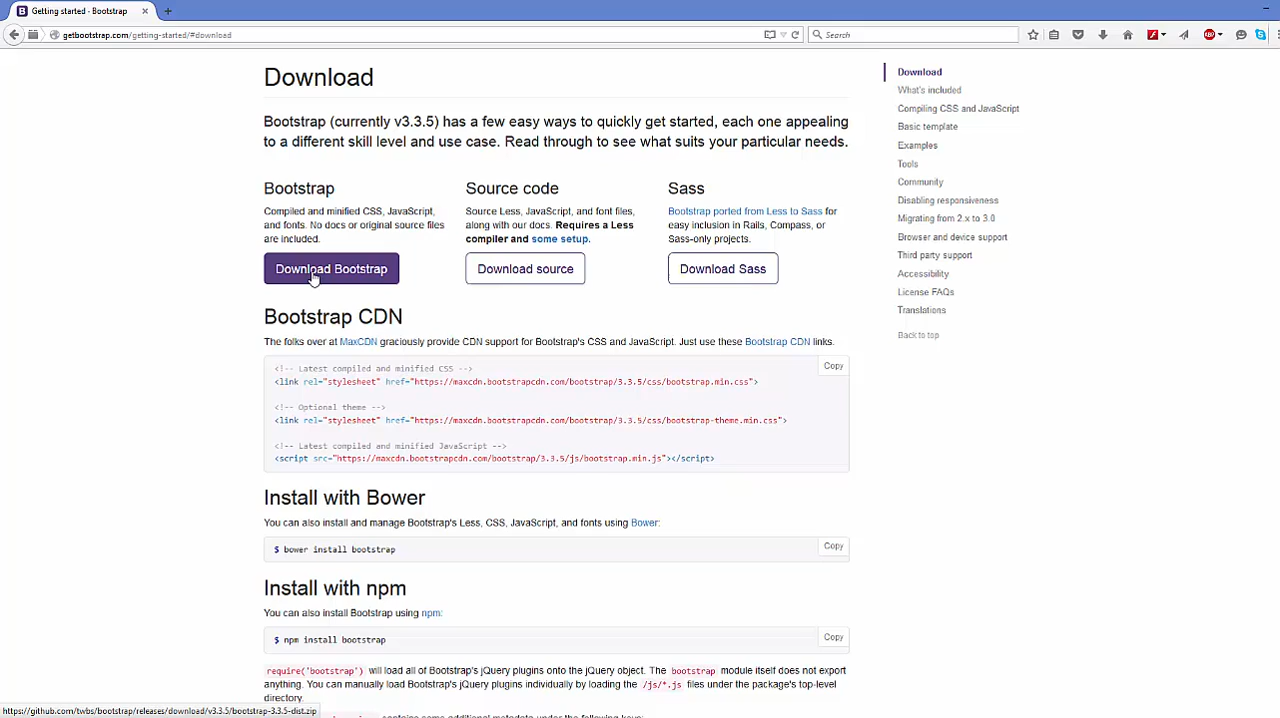 Getting started · Bootstrap
getbootstrap.com/getting-started/#download
Search
Download
Bootstrap (currently v3.3.5) has a few easy ways to quickly get started, each one appealing
to a different skill level and use case. Read through to see what suits your particular needs.
Bootstrap
Compiled and minified CSS, JavaScript,
and fonts. No docs or original source files
are included.
Download Bootstrap
Source code
Source Less, JavaScript, and font files,
along with our docs. Requires a Less
compiler and some setup.
Download source
Sass
Bootstrap ported from Less to Sass for
easy inclusion in Rails, Compass, or
Sass-only projects.
Download Sass
Bootstrap CDN
The folks over at MaxCDN graciously provide CDN support for Bootstrap's CSS and JavaScript. Just use these Bootstrap CDN links.
Copy
<!-- Latest compiled and minified CSS -->
<link rel="stylesheet" href="https://maxcdn.bootstrapcdn.com/bootstrap/3.3.5/css/bootstrap.min.css">
<!-- Optional theme -->
<link rel="stylesheet" href="https://maxcdn.bootstrapcdn.com/bootstrap/3.3.5/css/bootstrap-theme.min.css">
<!-- Latest compiled and minified JavaScript -->
<script src="https://maxcdn.bootstrapcdn.com/bootstrap/3.3.5/js/bootstrap.min.js"></script>
Install with Bower
You can also install and manage Bootstrap's Less, CSS, JavaScript, and fonts using Bower:
$ bower install bootstrap
Copy
Install with npm
You can also install Bootstrap using npm:
$ npm install bootstrap
Copy
require('bootstrap') will load all of Bootstrap's jQuery plugins onto the jQuery object. The bootstrap module itself does not export
anything. You can manually load Bootstrap's jQuery plugins individually by loading the /js/*.js files under the package's top-level
directory.
contains some additional metadata under the following keys:
https://github.com/twbs/bootstrap/releases/download/v3.3.5/bootstrap-3.3.5-dist.zip
Download
What's included
Compiling CSS and JavaScript
Basic template
Examples
Tools
Community
Disabling responsiveness
Migrating from 2.x to 3.0
Browser and device support
Third party support
Accessibility
License FAQs
Translations
Back to top